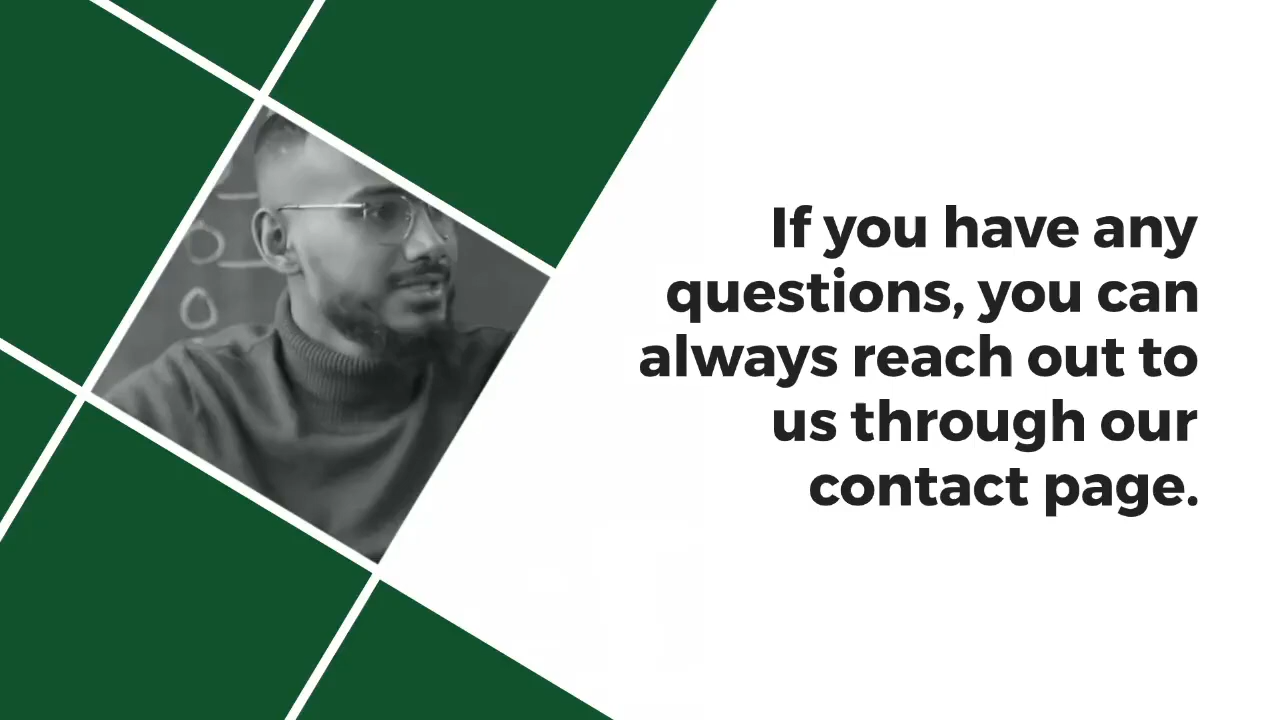 If you have any
questions, you can
always reach out to
us through our
contact page.